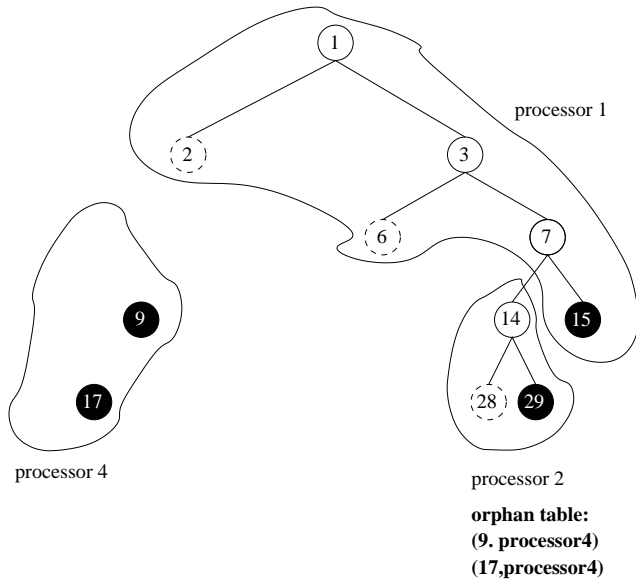 1
processor 1
2
3
6
7
9
14
15
17
28
29
processor 4
processor 2
orphan table:
(9. processor4)
(17,processor4)